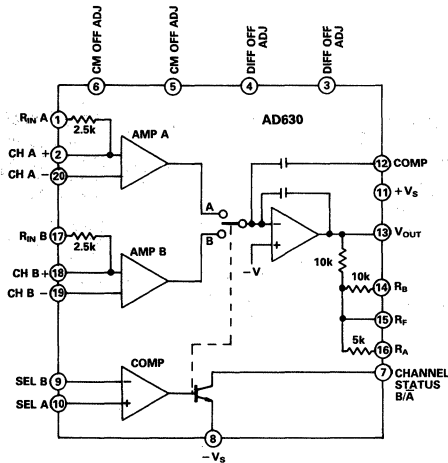 CM OFF ADJ
CM OFF ADJ
DIFF OFF ADJ
DIFF OFF ADJ
6
5
4
3
AD630
RIN A
1
2.5k
AMP A
CH A +
2
CH A −
20
A
B
12
COMP
11
+VS
RIN B
17
2.5k
AMP B
CH B+
18
CH B −
19
−
+
−V
13
VOUT
10k
10k
14
RB
15
RF
5k
16
RA
COMP
SEL B
9
−
SEL A
10
+
7
CHANNEL
STATUS
B/A̅
8
−VS